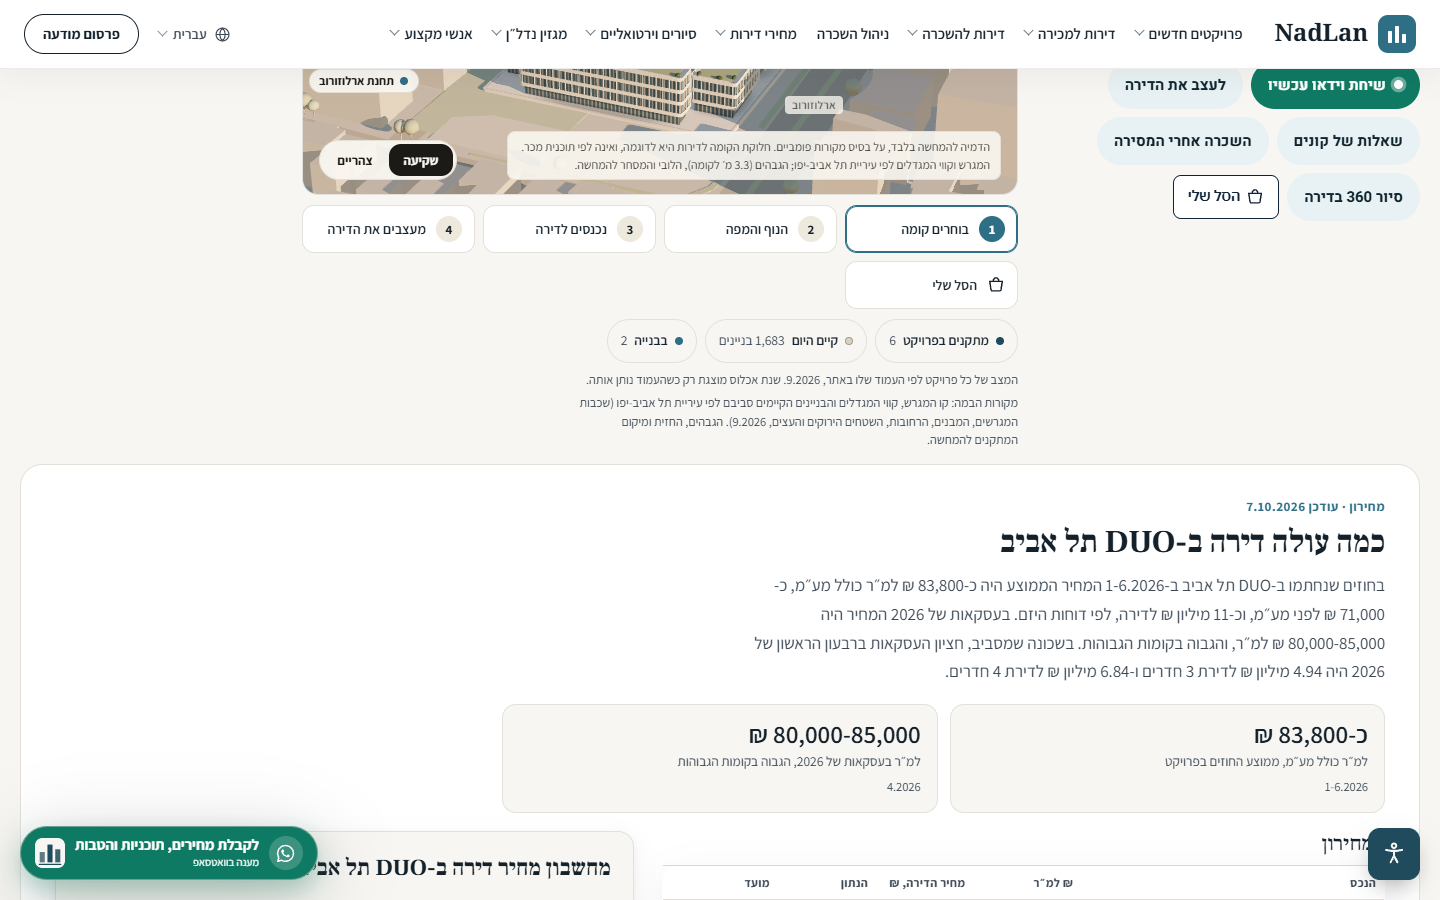 NadLan
פרויקטים חדשים
דירות למכירה
דירות להשכרה
ניהול השכרה
מחירי דירות
סיורים וירטואליים
מגזין נדל״ן
אנשי מקצוע
עברית
פרסום מודעה
שיחת וידאו עכשיו
לעצב את הדירה
שאלות של קונים
השכרה אחרי המסירה
סיור 360 בדירה
הסל שלי
תחנת ארלוזורוב
ארלוזורוב
הדמיה להמחשה בלבד, על בסיס מקורות פומביים. חלוקת הקומה לדירות היא לדוגמה, ואינה לפי תוכנית מכר.
המגרש וקווי המגדלים לפי עיריית תל אביב-יפו; הגבהים (3.3 מ׳ לקומה), הלובי והמסחר להמחשה.
שקיעה
צהריים
1 בוחרים קומה
2 הנוף והמפה
3 נכנסים לדירה
4 מעצבים את הדירה
הסל שלי
מתקנים בפרויקט 6
קיים היום 1,683 בניינים
בבנייה 2
המצב של כל פרויקט לפי העמוד שלו באתר, 9.2026. שנת אכלוס מוצגת רק כשהעמוד נותן אותה.
מקורות הבמה: קו המגרש, קווי המגדלים והבניינים הקיימים סביבם לפי עיריית תל אביב-יפו (שכבות
המגרשים, המבנים, הרחובות, השטחים הירוקים והעצים, 9.2026). הגבהים, החזית ומיקום
המתקנים להמחשה.
מחירון · עודכן 7.10.2026
כמה עולה דירה ב-DUO תל אביב
בחוזים שנחתמו ב-DUO תל אביב ב-1-6.2026 המחיר הממוצע היה כ-83,800 ₪ למ״ר כולל מע״מ, כ-
71,000 ₪ לפני מע״מ, וכ-11 מיליון ₪ לדירה, לפי דוחות היזם. בעסקאות של 2026 המחיר היה
80,000-85,000 ₪ למ״ר, והגבוה בקומות הגבוהות. בשכונה שמסביב, חציון העסקאות ברבעון הראשון של
2026 היה 4.94 מיליון ₪ לדירת 3 חדרים ו-6.84 מיליון ₪ לדירת 4 חדרים.
כ-83,800 ₪
למ״ר כולל מע״מ, ממוצע החוזים בפרויקט
1-6.2026
80,000-85,000 ₪
למ״ר בעסקאות של 2026, הגבוה בקומות הגבוהות
4.2026
מחירון
הנכס
₪ למ״ר
מחיר הדירה, ₪
הנתון
מועד
מחשבון מחיר דירה ב-DUO תל
לקבלת מחירים, תוכניות והטבות
מענה בוואטסאפ